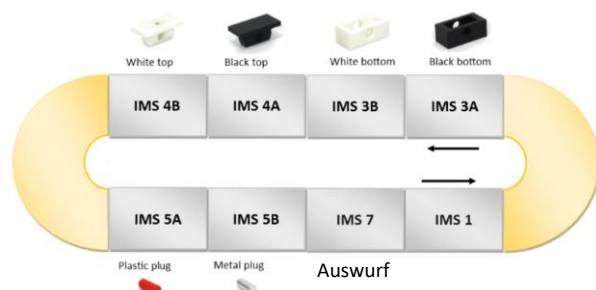 White top Black top White bottom Black bottom
IMS 4B IMS 4A IMS 3B IMS 3A
IMS 5A IMS 5B IMS 7 IMS 1
Plastic plug Metal plug Auswurf